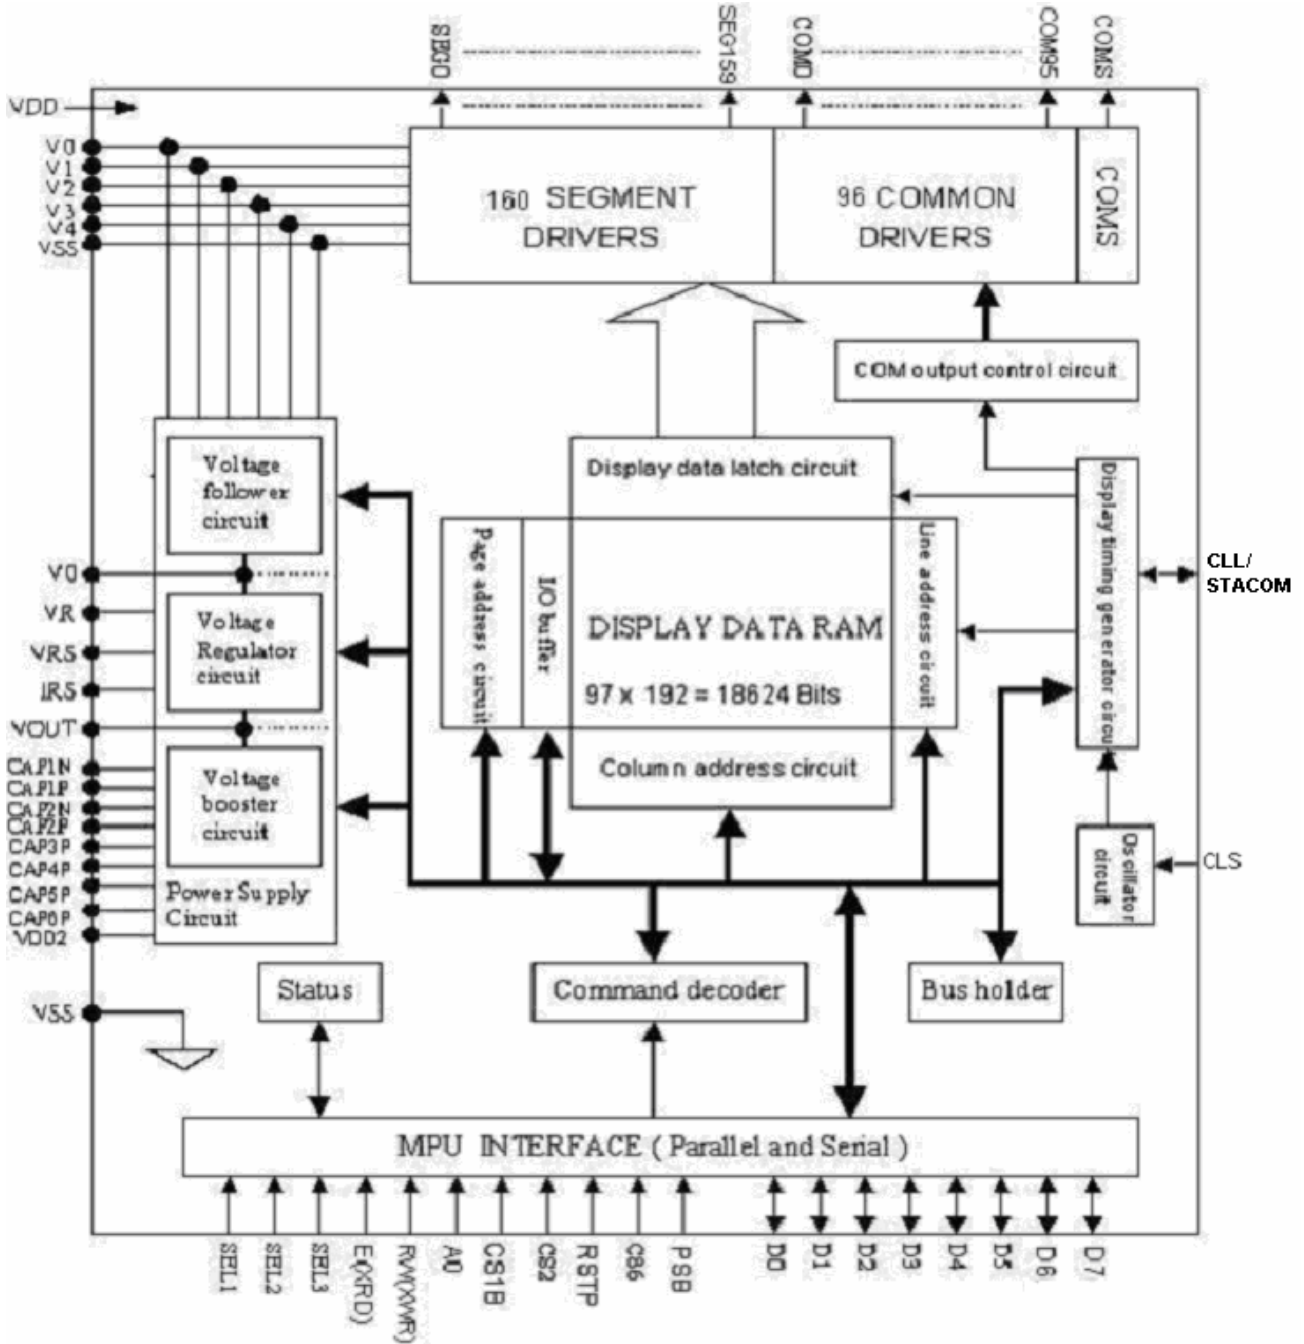 SEG0
SEG159
COM0
COM95
COMS
VDD
V0
V1
V2
V3
V4
VSS
160 SEGMENT
DRIVERS
96 COMMON
DRIVERS
COMS
COM output control circuit
Voltage
follower
circuit
Display data latch circuit
Page address circuit
I/O buffer
Line address circuit
Display timing generator circu
CLL/
STACOM
V0
VR
VRS
IRS
VOUT
Voltage
Regulator
circuit
DISPLAY DATA RAM
97 x 192 = 18624 Bits
Column address circuit
CAP1N
CAP1P
CAP2N
CAP2P
CAP3P
CAP4P
CAP5P
CAP6P
VDD2
Voltage
booster
circuit
Power Supply
Circuit
Oscillator
circuit
CLS
Status
Command decoder
Bus holder
VSS
MPU INTERFACE ( Parallel and Serial )
SEL1
SEL2
SEL3
E(XRD)
RW(XWR)
A0
CS1B
CS2
RSTP
C86
PSB
D0
D1
D2
D3
D4
D5
D6
D7